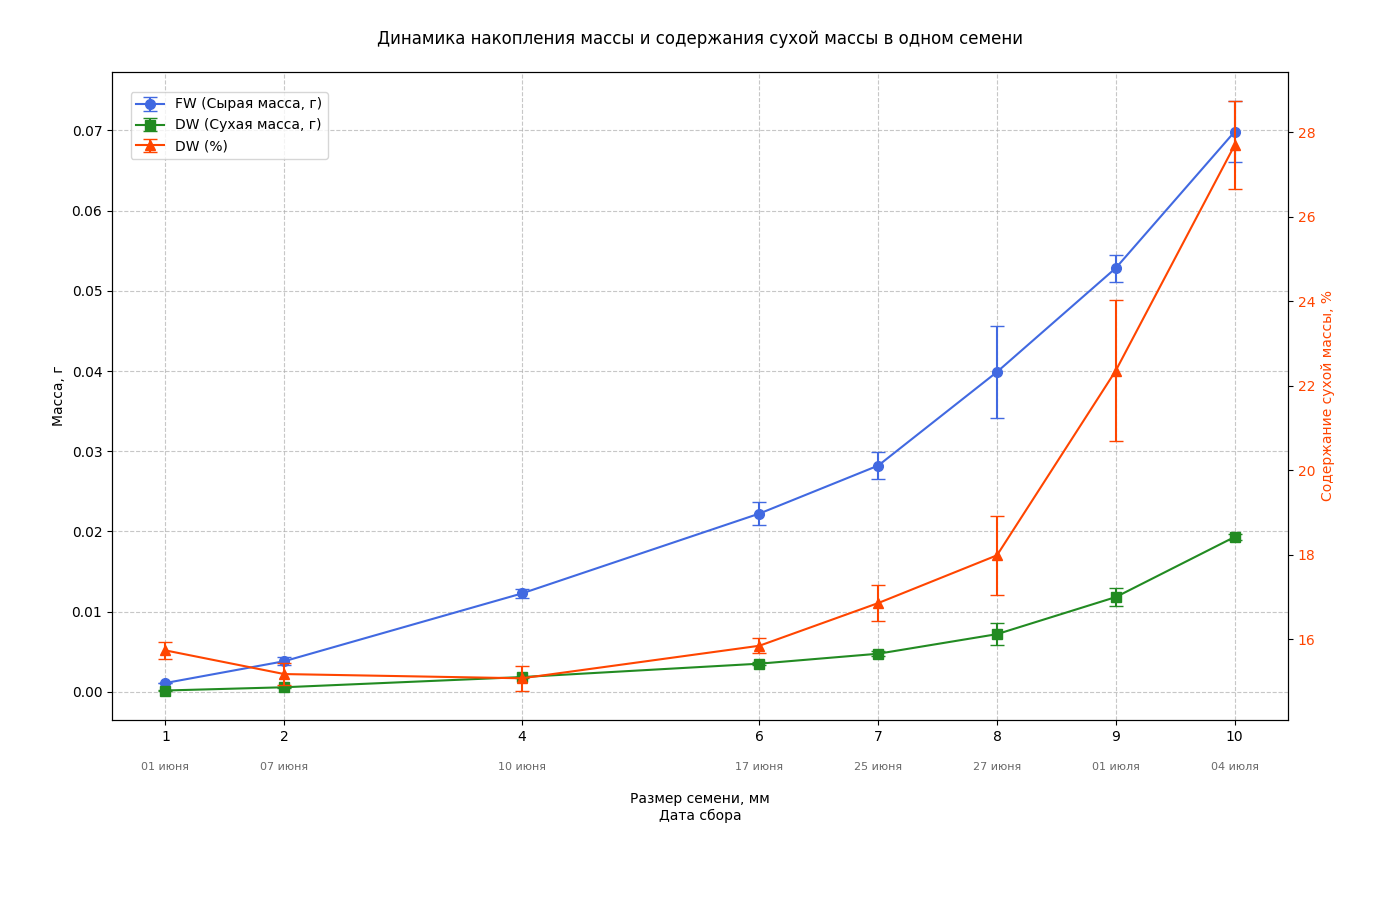 Динамика накопления массы и содержания сухой массы в одном семени
FW (Сырая масса, г)
DW (Сухая масса, г)
DW (%)
0.07
0.06
0.05
0.04
0.03
0.02
0.01
0.00
Масса, г
28
26
24
22
20
18
16
Содержание сухой массы, %
1 2 4 6 7 8 9 10
01 июня 07 июня 10 июня 17 июня 25 июня 27 июня 01 июля 04 июля
Размер семени, мм
Дата сбора